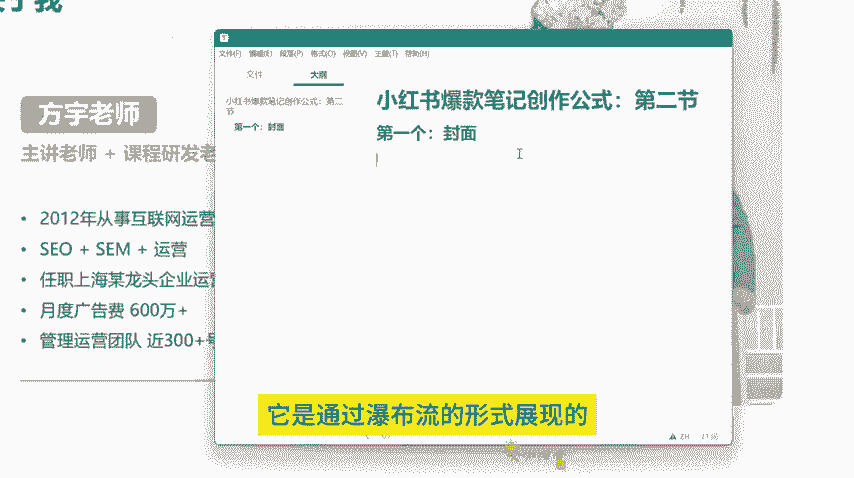 关于我
文件(F) 编辑(E) 段落(P) 格式(O) 视图(V) 主题(T) 帮助(H)
文件 大纲
小红书爆款笔记创作公式：第二
节
第一个：封面
小红书爆款笔记创作公式：第二节
第一个：封面
方宇老师
主讲老师 + 课程研发老
2012年从事互联网运营
SEO + SEM + 运营
任职上海某龙头企业运营
月度广告费 600万+
管理运营团队 近300+号
它是通过瀑布流的形式展现的
ZH